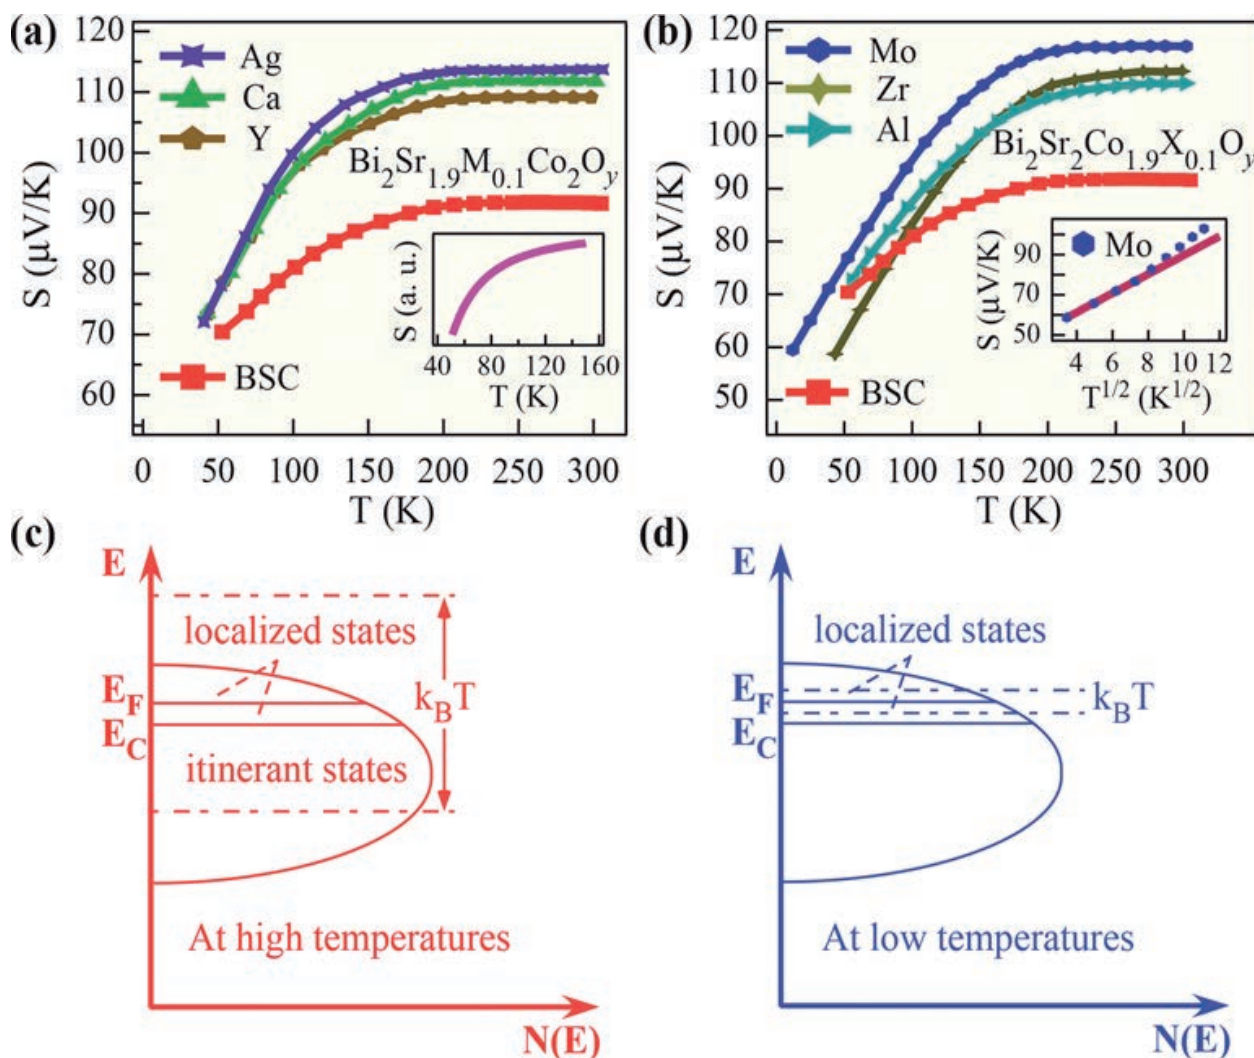 (a)
120
110
100
90
80
70
60
S (μV/K)
Ag
Ca
Y
Bi2Sr1.9M0.1Co2Oy
BSC
S (a. u.)
40 80 120 160
T (K)
0 50 100 150 200 250 300
T (K)
(b)
120
110
100
90
80
70
60
50
S (μV/K)
Mo
Zr
Al
Bi2Sr2Co1.9X0.1Oy
BSC
Mo
90
70
50
S (μV/K)
4 6 8 10 12
T1/2 (K1/2)
0 50 100 150 200 250 300
T (K)
(c)
E
localized states
EF
kBT
EC
itinerant states
At high temperatures
N(E)
(d)
E
localized states
EF
kBT
EC
At low temperatures
N(E)